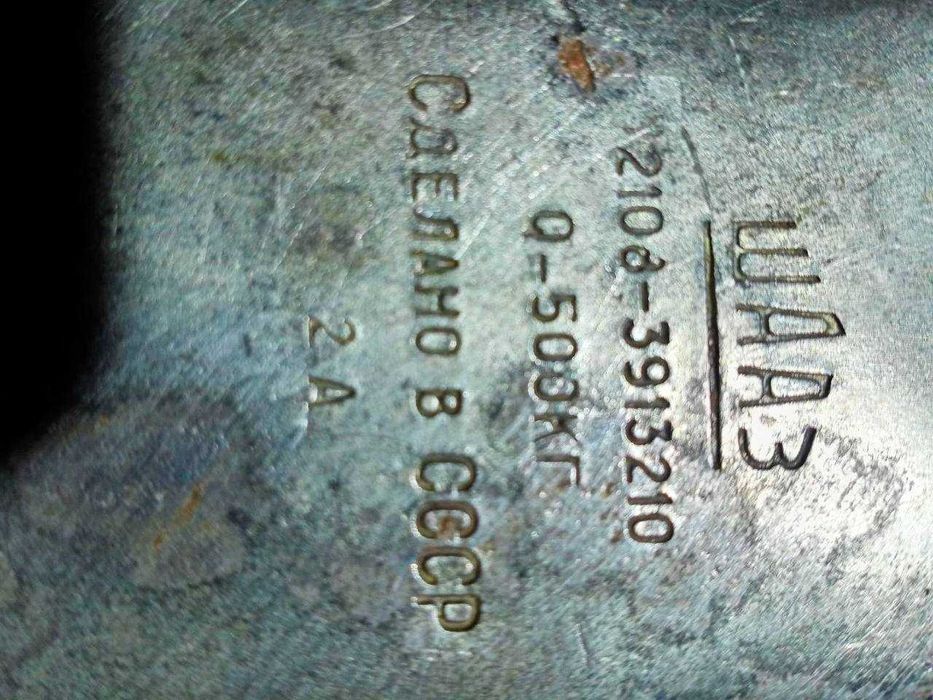 ШААЗ
2108-3913210
Q-500КГ
СДЕЛАНО В СССР
2 А